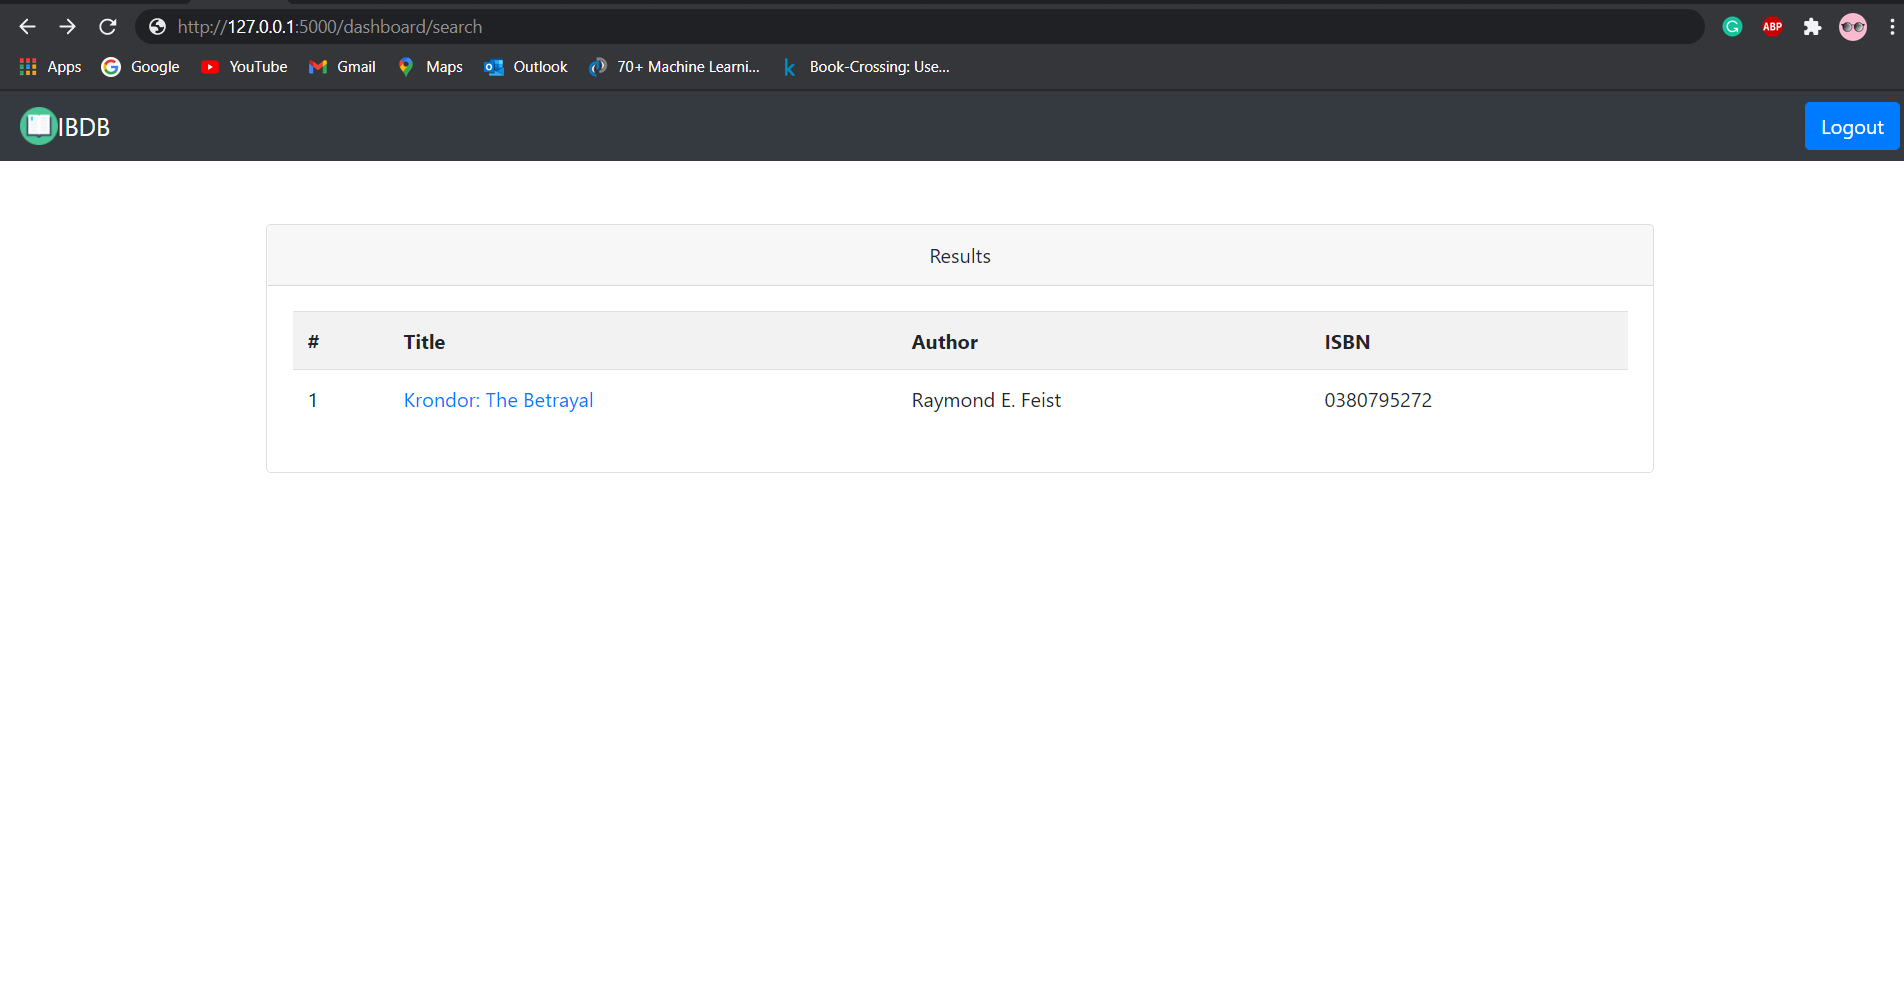 http://127.0.0.1:5000/dashboard/search
ABP
Apps Google YouTube Gmail Maps Outlook 70+ Machine Learni... Book-Crossing: Use...
IBDB Logout
Results
# Title Author ISBN
1 Krondor: The Betrayal Raymond E. Feist 0380795272